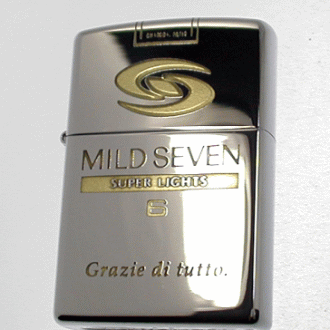 MILD SEVEN
SUPER LIGHTS
6
Grazie di tutto.